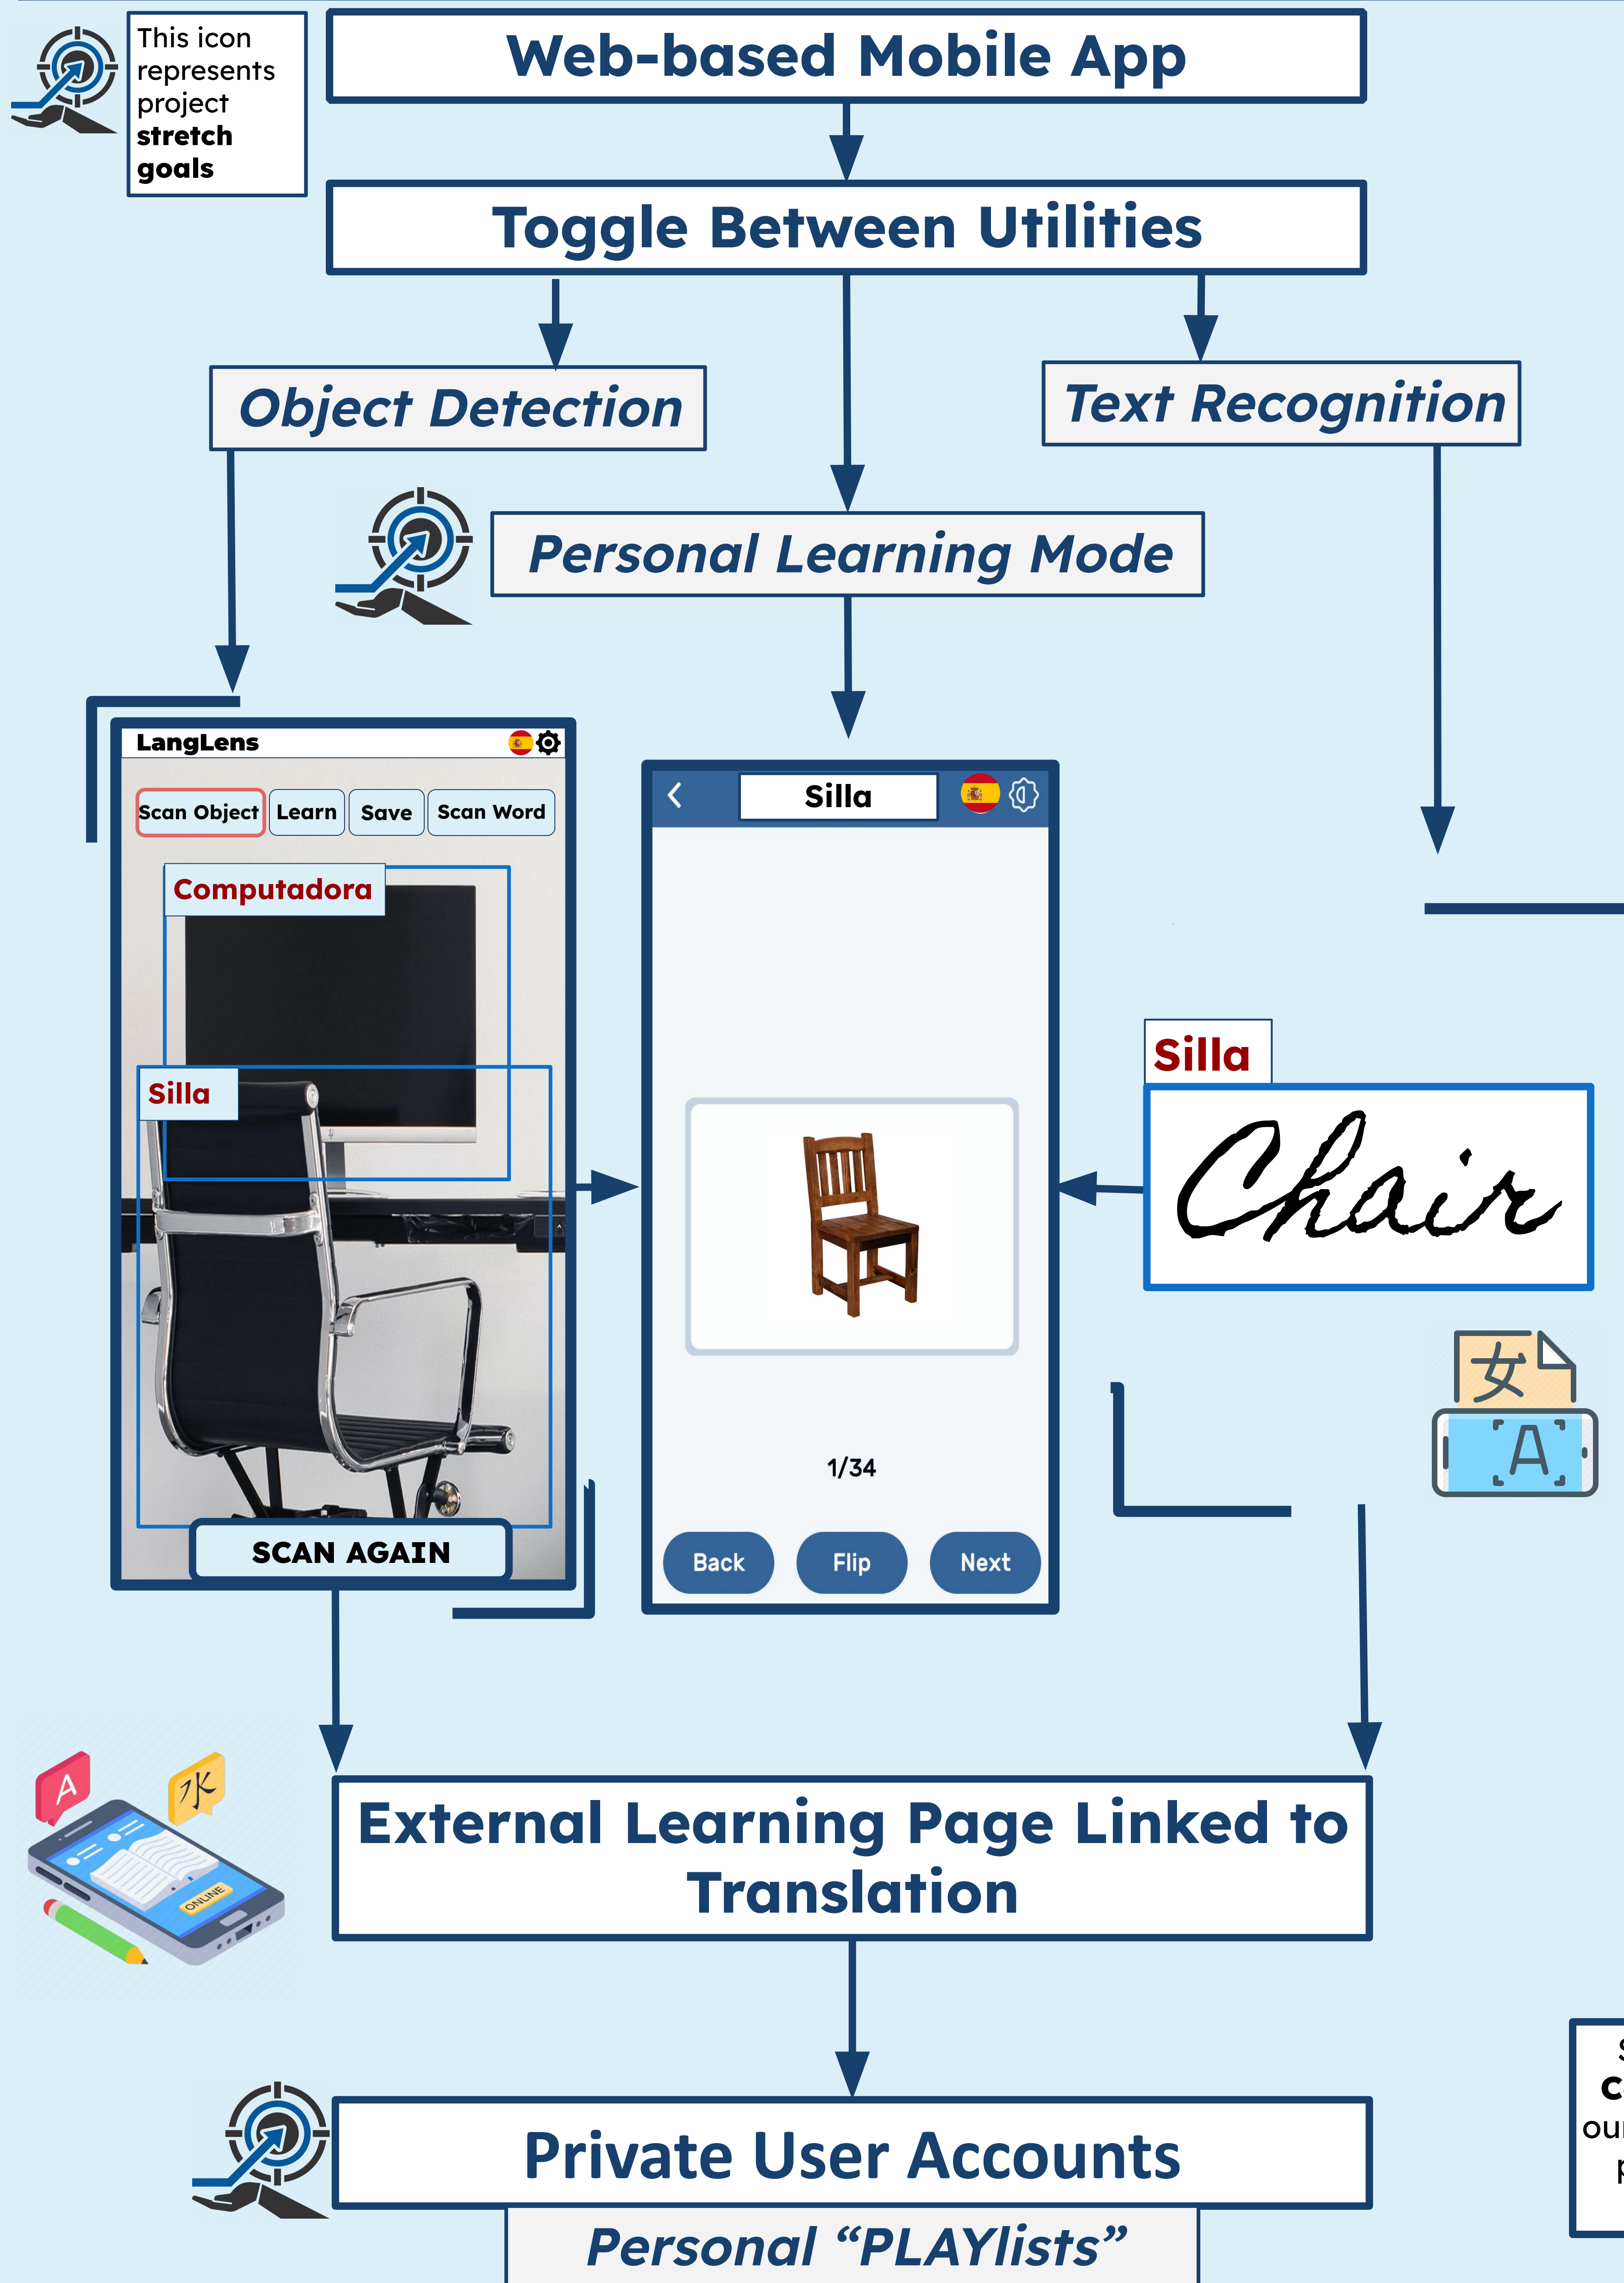 This icon
represents
project
stretch
goals
Web-based Mobile App
Toggle Between Utilities
Object Detection
Text Recognition
Personal Learning Mode
LangLens
Scan Object
Learn
Save
Scan Word
Computadora
Silla
SCAN AGAIN
Silla
1/34
Back
Flip
Next
Silla
Chair
女
A
A
水
ONLINE
External Learning Page Linked to
Translation
Private User Accounts
Personal “PLAYlists”